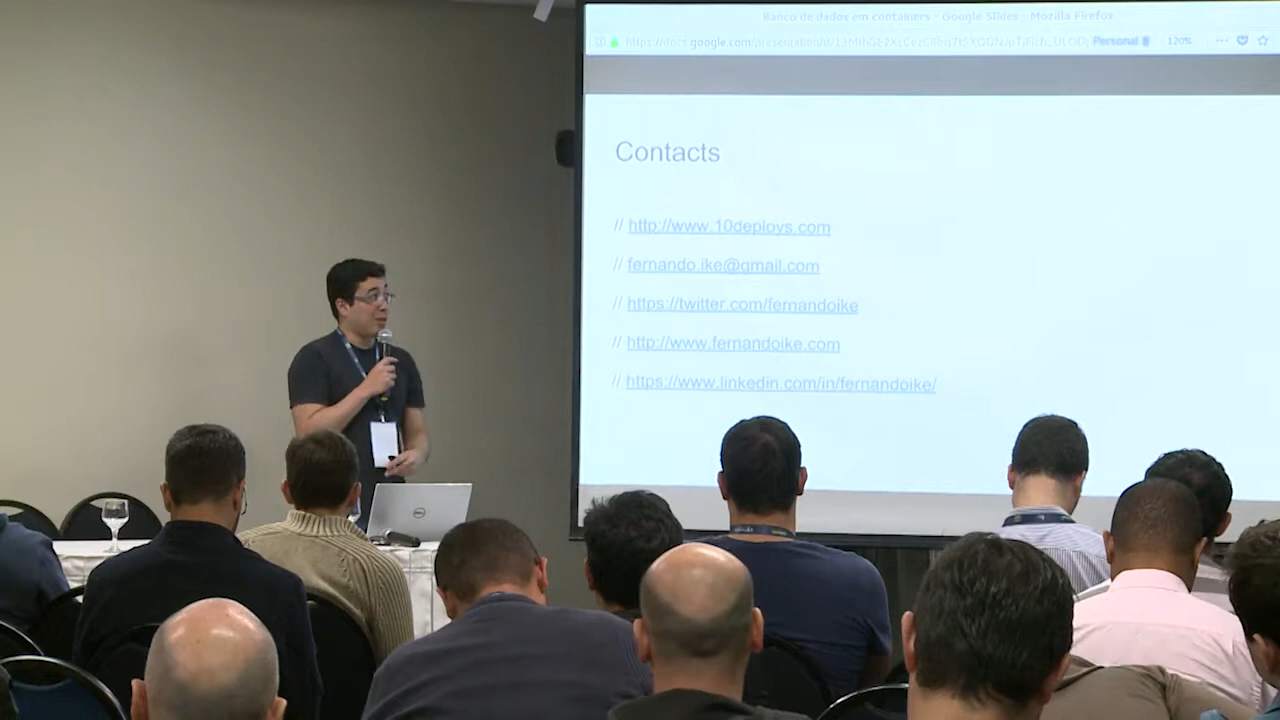 Banco de dados em containers - Google Slides - Mozilla Firefox
Personal 120%
Contacts
// http://www.10deploys.com
// fernando.ike@gmail.com
// https://twitter.com/fernandoike
// http://www.fernandoike.com
// https://www.linkedin.com/in/fernandoike/
DELL